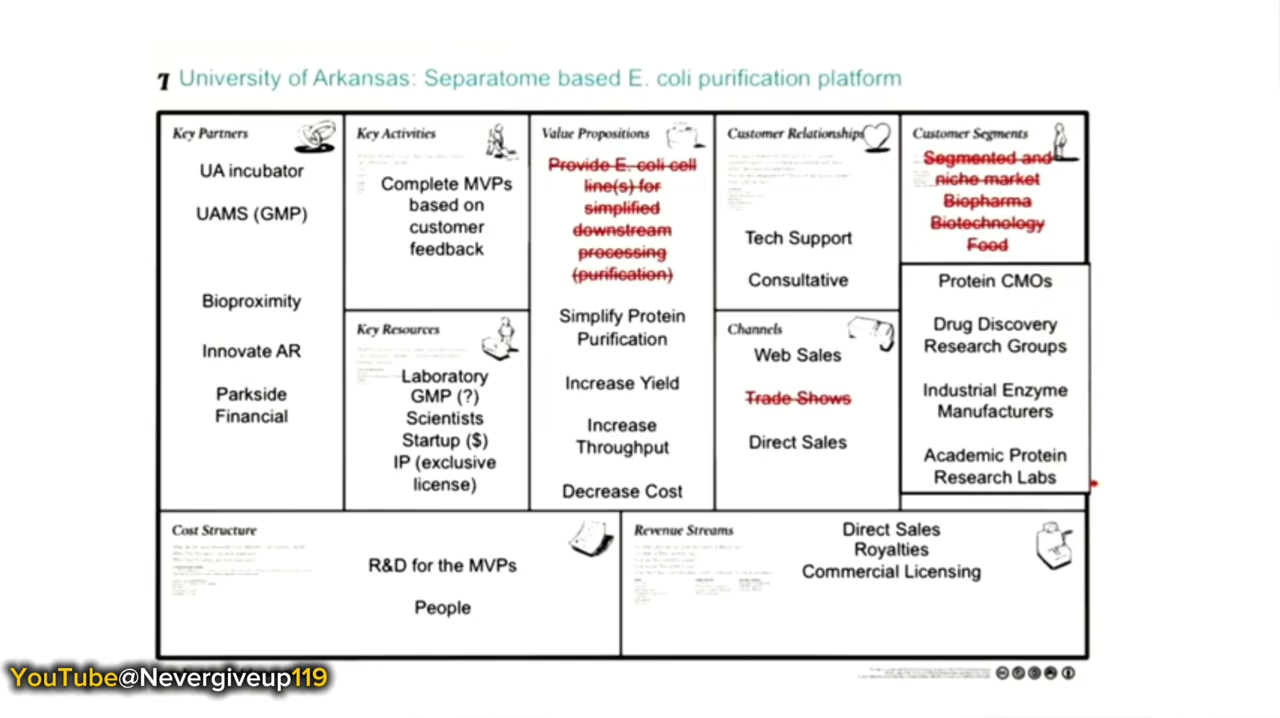 7 University of Arkansas: Separatome based E. coli purification platform
Key Partners
UA incubator
UAMS (GMP)
Bioproximity
Innovate AR
Parkside
Financial
Key Activities
Complete MVPs
based on
customer
feedback
Key Resources
Laboratory
GMP (?)
Scientists
Startup ($)
IP (exclusive
license)
Value Propositions
Provide E. coli cell
line(s) for
simplified
downstream
processing
(purification)
Simplify Protein
Purification
Increase Yield
Increase
Throughput
Decrease Cost
Customer Relationships
Tech Support
Consultative
Channels
Web Sales
Trade Shows
Direct Sales
Customer Segments
Segmented and
niche market
Biopharma
Biotechnology
Food
Protein CMOs
Drug Discovery
Research Groups
Industrial Enzyme
Manufacturers
Academic Protein
Research Labs
Cost Structure
R&D for the MVPs
People
Revenue Streams
Direct Sales
Royalties
Commercial Licensing
YouTube@Nevergiveup119